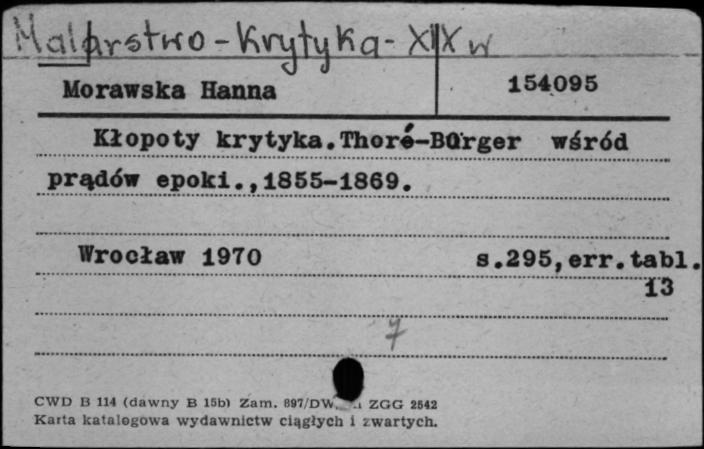 Malarstwo - Krytyka - XIX w
Morawska Hanna 154095
Kłopoty krytyka.Thoré-Bürger wśród
prądów epoki.,1855-1869.
Wrocław 1970 s.295,err.tabl.
13
7
CWD B 114 (dawny B 15b) Zam. 897/DW ZGG 2542
Karta katalogowa wydawnictw ciągłych i zwartych.